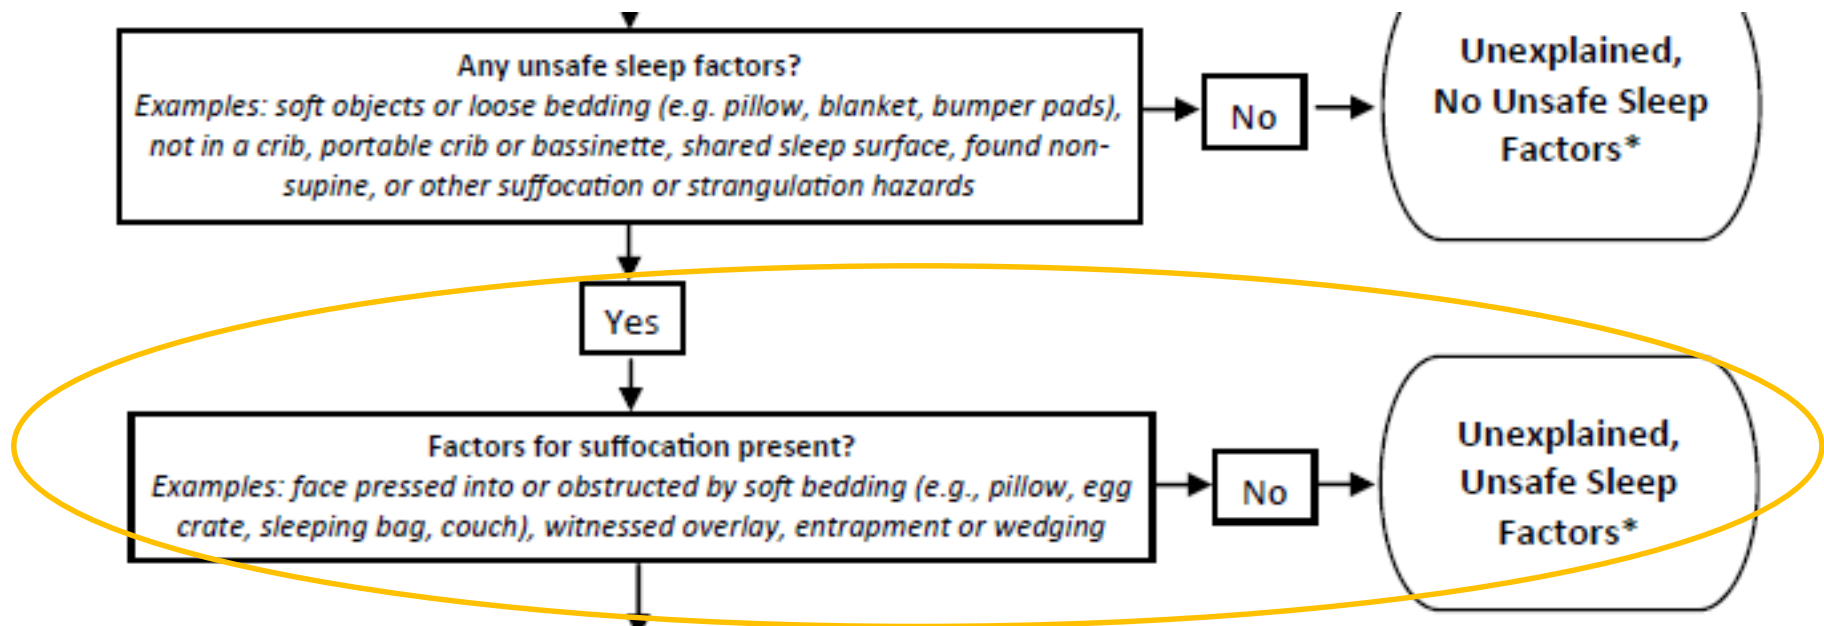 Any unsafe sleep factors?
Examples: soft objects or loose bedding (e.g. pillow, blanket, bumper pads),
not in a crib, portable crib or bassinette, shared sleep surface, found non-
supine, or other suffocation or strangulation hazards
No
Unexplained,
No Unsafe Sleep
Factors*
Yes
Factors for suffocation present?
Examples: face pressed into or obstructed by soft bedding (e.g., pillow, egg
crate, sleeping bag, couch), witnessed overlay, entrapment or wedging
No
Unexplained,
Unsafe Sleep
Factors*